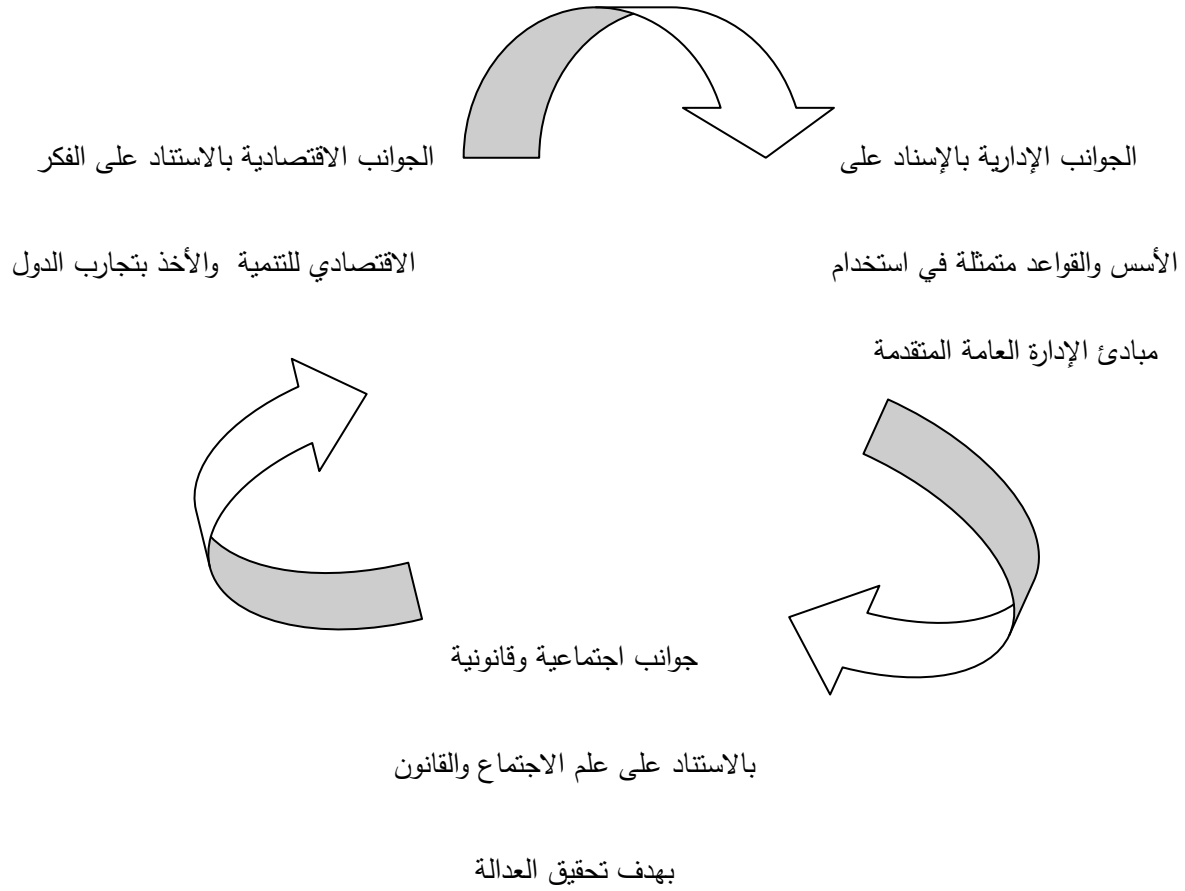 الجوانب الإدارية بالإسناد على
الأسس والقواعد متمثلة في استخدام
مبادئ الإدارة العامة المتقدمة
الجوانب الاقتصادية بالاستناد على الفكر
الاقتصادي للتنمية والأخذ بتجارب الدول
جوانب اجتماعية وقانونية
بالاستناد على علم الاجتماع والقانون
بهدف تحقيق العدالة